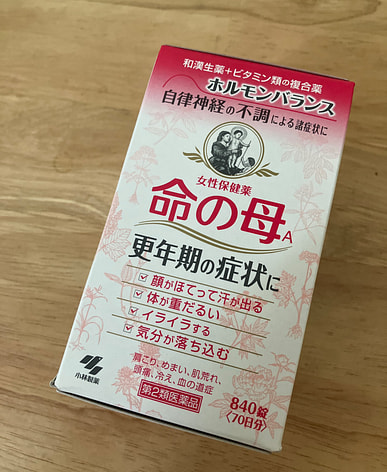 和漢生薬+ビタミン類の複合薬
ホルモンバランス
自律神経の不調による諸症状に
女性保健薬
命の母A
更年期の症状に
顔がほてって汗が出る
体が重だるい
イライラする
気分が落ち込む
肩こり、めまい、肌荒れ、
頭痛、冷え、血の道症
第2類医薬品
小林製薬
840錠
〈70日分〉